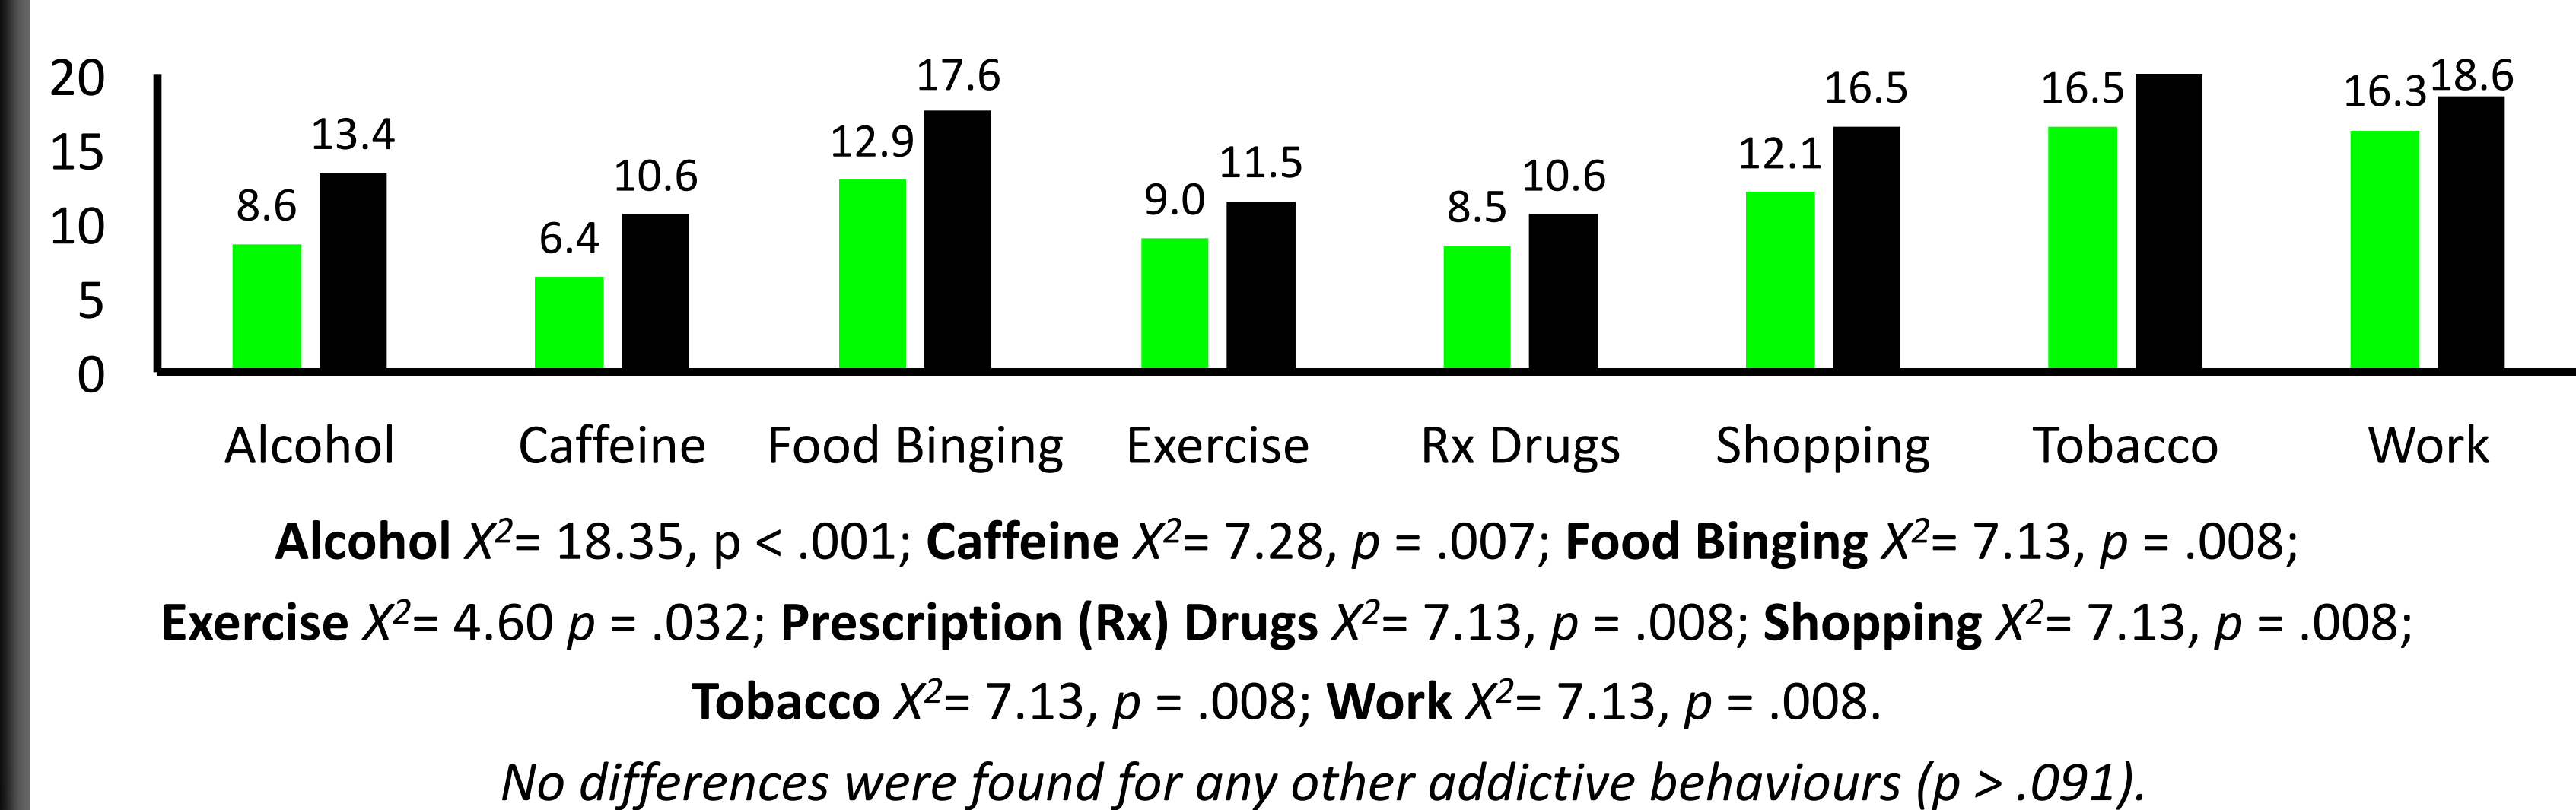 20
15
10
5
0
8.6
13.4
6.4
10.6
12.9
17.6
9.0
11.5
8.5
10.6
12.1
16.5
16.5
16.3
18.6
Alcohol
Caffeine
Food Binging
Exercise
Rx Drugs
Shopping
Tobacco
Work
Alcohol X²= 18.35, p < .001; Caffeine X²= 7.28, p = .007; Food Binging X²= 7.13, p = .008;
Exercise X²= 4.60 p = .032; Prescription (Rx) Drugs X²= 7.13, p = .008; Shopping X²= 7.13, p = .008;
Tobacco X²= 7.13, p = .008; Work X²= 7.13, p = .008.
No differences were found for any other addictive behaviours (p > .091).